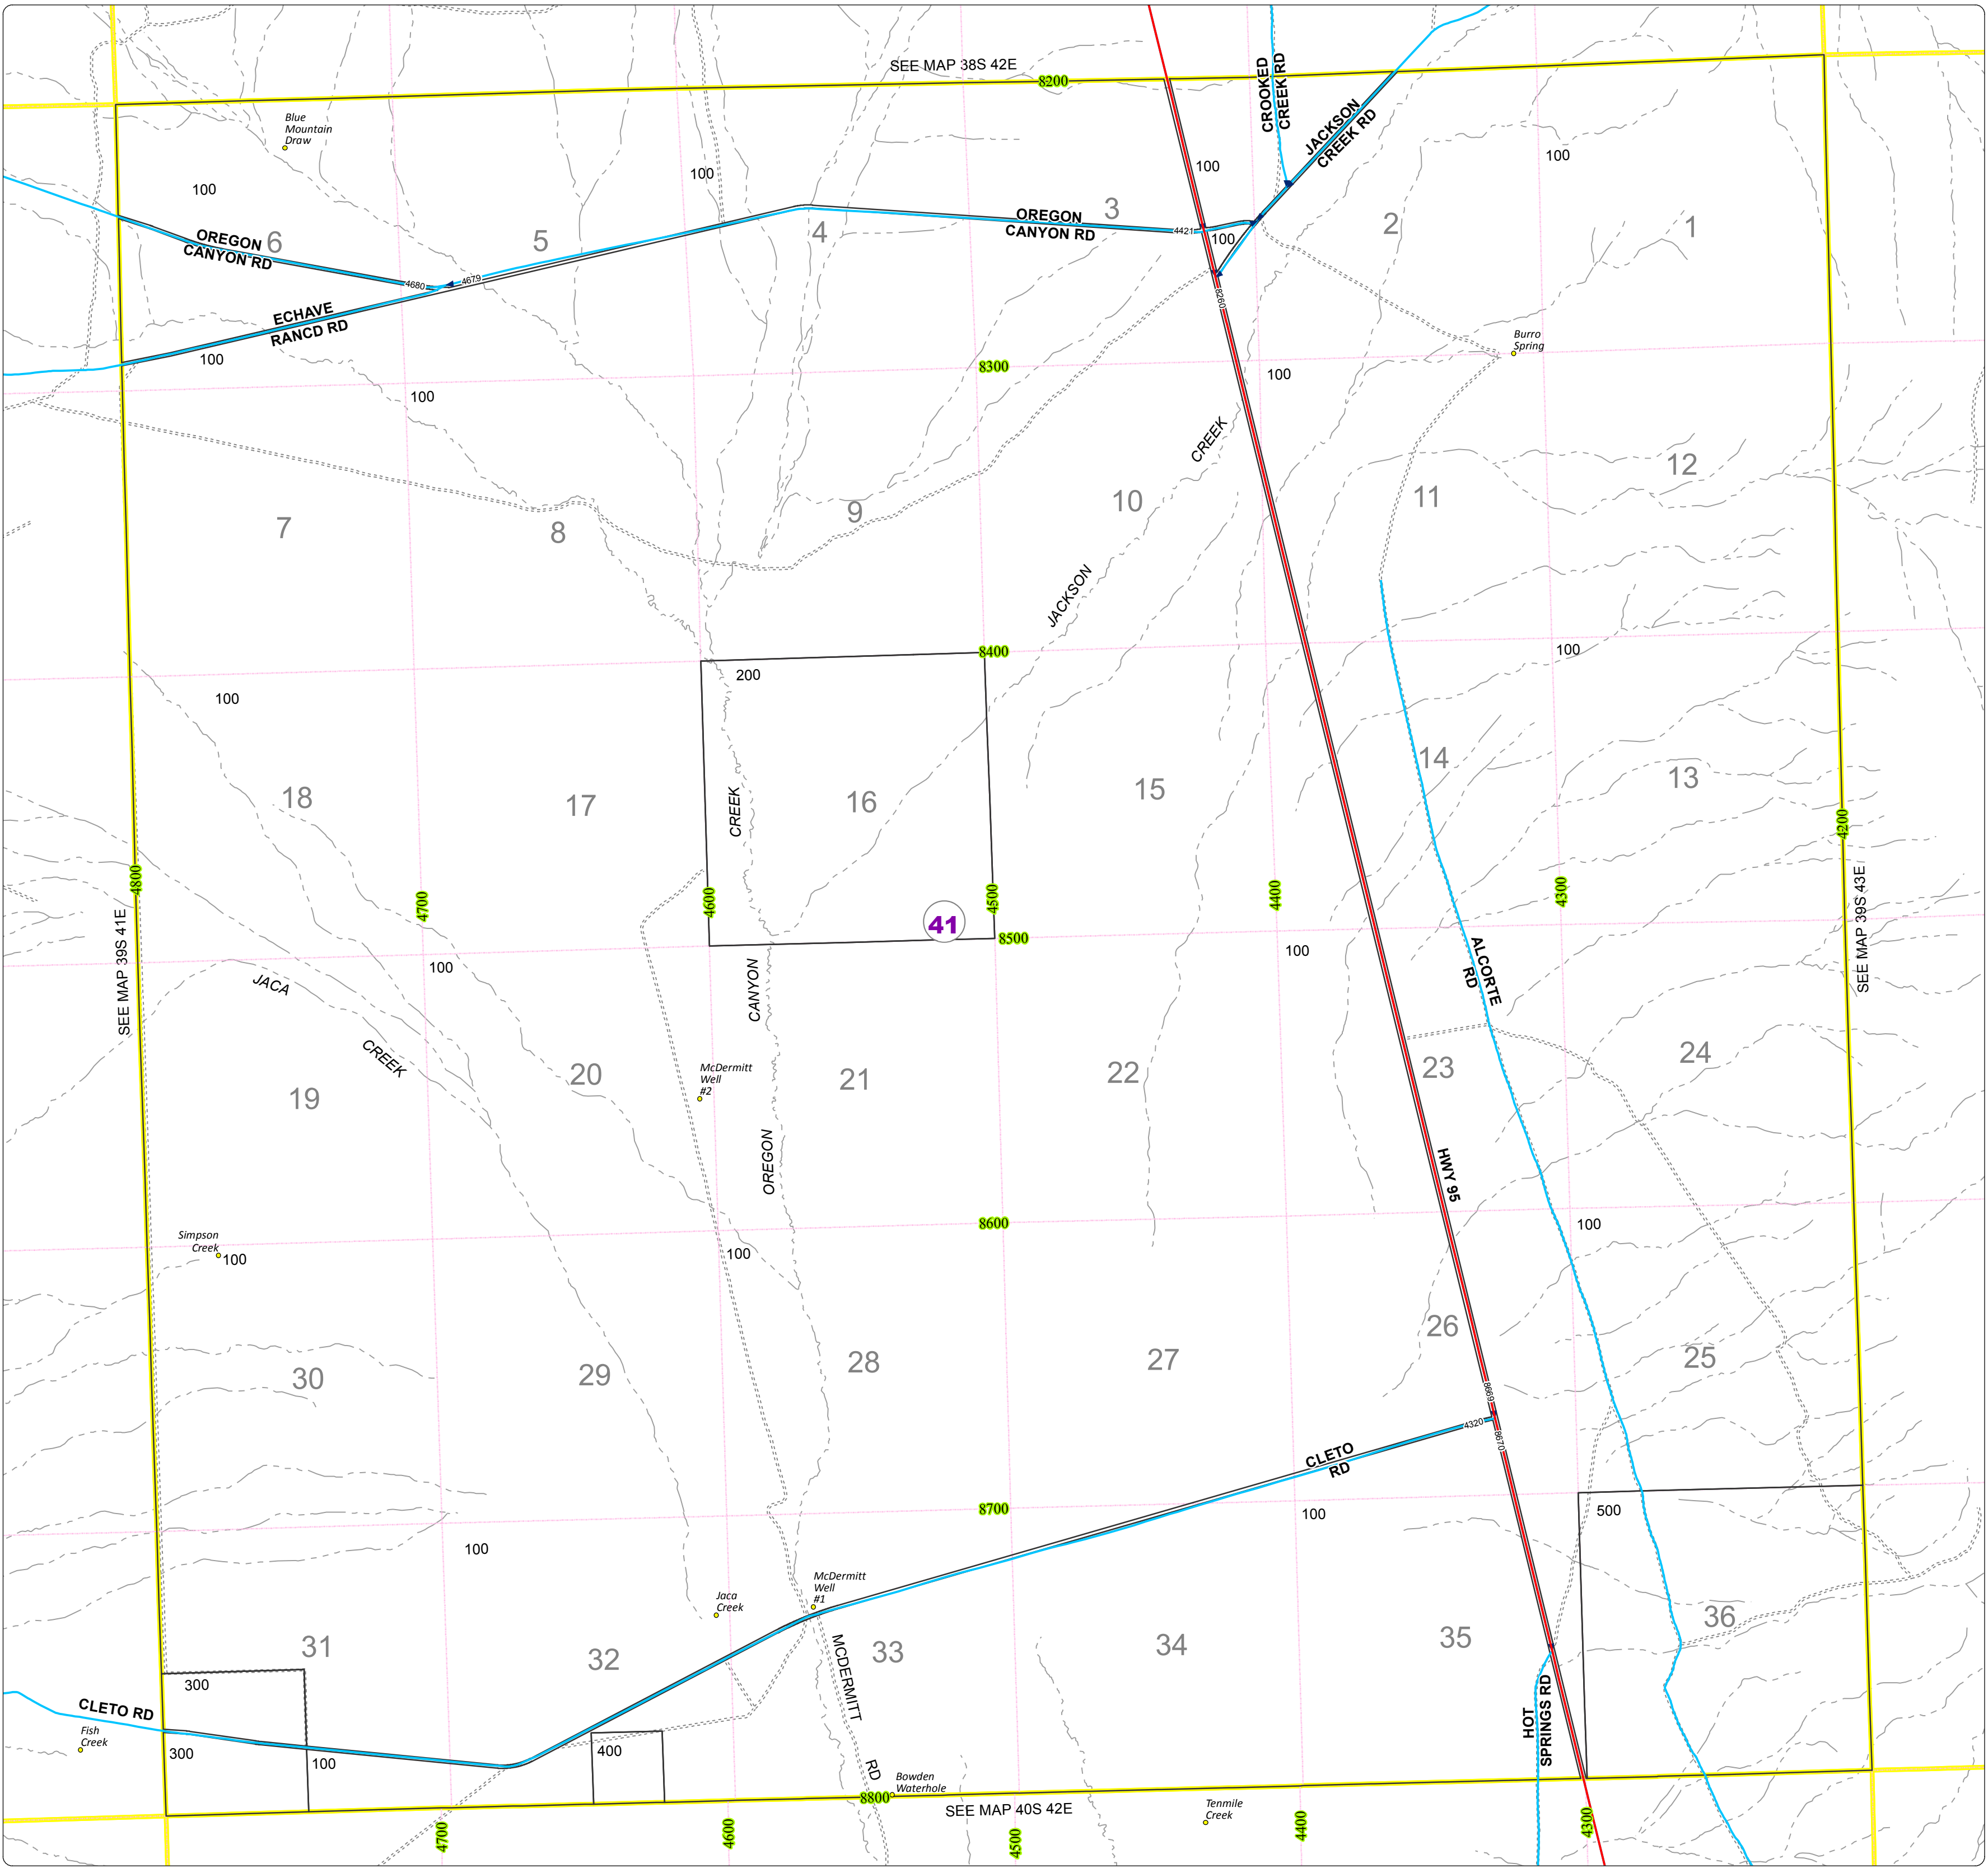 SEE MAP 38S 42E
8200
CROOKED
CREEK RD
JACKSON
CREEK RD
Blue
Mountain
Draw
100
100
100
100
OREGON
CANYON RD
6
5
4
OREGON
CANYON RD
3
4421
100
2
1
4680
4679
8260
ECHAVE
RANCD RD
100
Burro
Spring
8300
100
100
CREEK
7
8
9
10
11
12
JACKSON
8400
100
200
100
18
17
CREEK
16
15
14
13
4800
4700
4600
4500
4400
4300
4200
41
8500
100
100
SEE MAP 39S 41E
SEE MAP 39S 43E
JACA
CREEK
CANYON
ALCORTE
RD
McDermitt
Well
#2
19
20
21
22
23
24
OREGON
HWY 95
Simpson
Creek
100
100
8600
100
30
29
28
27
26
25
8669
4320
8670
CLETO
RD
8700
100
500
100
Jaca
Creek
McDermitt
Well
#1
31
32
33
34
35
36
MCDERMITT
RD
300
CLETO RD
Fish
Creek
300
100
400
HOT
SPRINGS RD
Bowden
Waterhole
8800
SEE MAP 40S 42E
Tenmile
Creek
4700
4600
4500
4400
4300